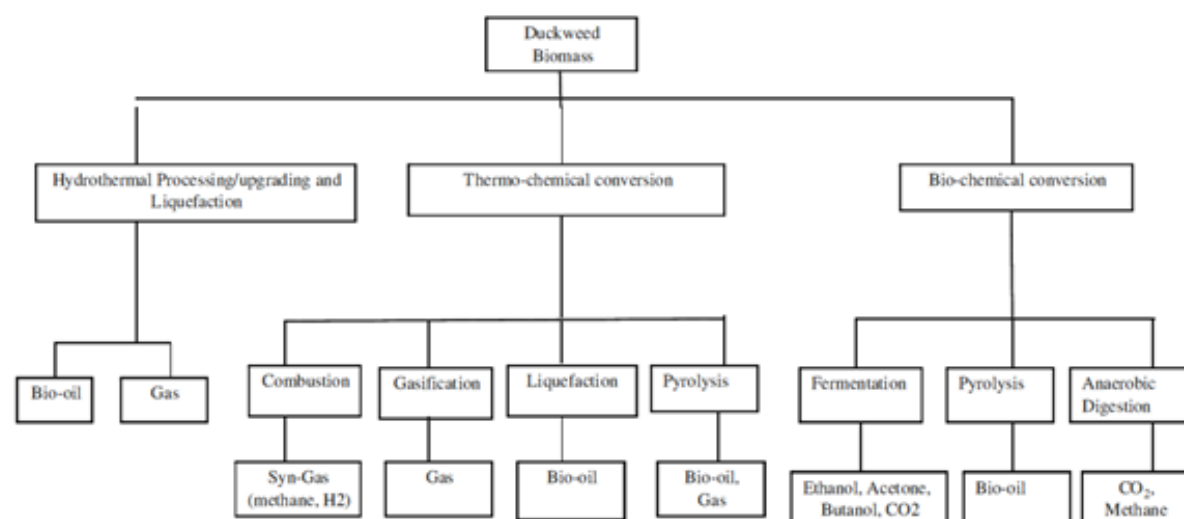 Duckweed
Biomass
Hydrothermal Processing/upgrading and
Liquefaction
Thermo-chemical conversion
Bio-chemical conversion
Bio-oil
Gas
Combustion
Gasification
Liquefaction
Pyrolysis
Fermentation
Pyrolysis
Anaerobic
Digestion
Syn-Gas
(methane, H2)
Gas
Bio-oil
Bio-oil,
Gas
Ethanol, Acetone,
Butanol, CO2
Bio-oil
CO₂,
Methane